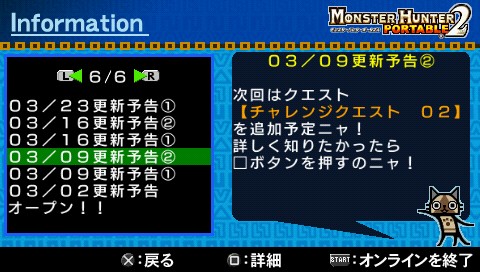 Information
MONSTER HUNTER
PORTABLE 2
L 6/6 R
03/23更新予告①
03/16更新予告②
03/16更新予告①
03/09更新予告②
03/09更新予告①
03/02更新予告
オープン!!
03/09更新予告②
次回はクエスト
【チャレンジクエスト 02】
を追加予定ニャ!
詳しく知りたかったら
□ボタンを押すのニャ!
×:戻る □:詳細 START:オンラインを終了